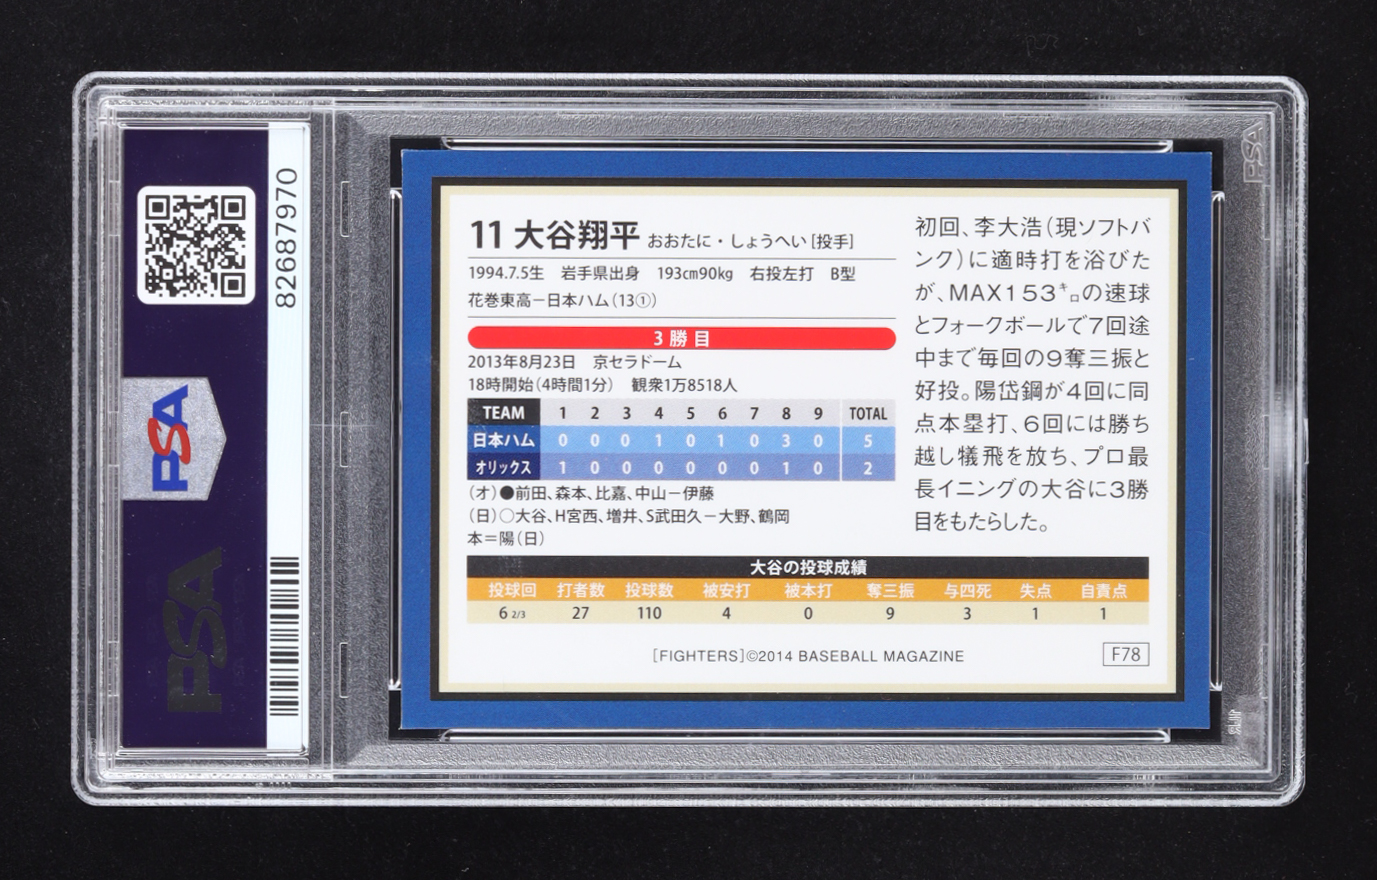 82687970
PSA
PSA
PSA
11 大谷翔平 おおたに・しょうへい[投手]
1994.7.5生 岩手県出身 193cm90kg 右投左打 B型
花巻東高－日本ハム(13①)
3勝目
2013年8月23日 京セラドーム
18時開始(4時間1分) 観衆1万8518人
TEAM 1 2 3 4 5 6 7 8 9 TOTAL
日本ハム 0 0 0 1 0 1 0 3 0 5
オリックス 1 0 0 0 0 0 0 1 0 2
(オ)●前田、森本、比嘉、中山－伊藤
(日)○大谷、H宮西、増井、S武田久－大野、鶴岡
本＝陽(日)
初回、李大浩(現ソフトバ
ンク)に適時打を浴びた
が、MAX153㌔の速球
とフォークボールで7回途
中まで毎回の9奪三振と
好投。陽岱鋼が4回に同
点本塁打、6回には勝ち
越し犠飛を放ち、プロ最
長イニングの大谷に3勝
目をもたらした。
大谷の投球成績
投球回 打者数 投球数 被安打 被本打 奪三振 与四死 失点 自責点
6 2/3 27 110 4 0 9 3 1 1
[FIGHTERS]©2014 BASEBALL MAGAZINE
F78